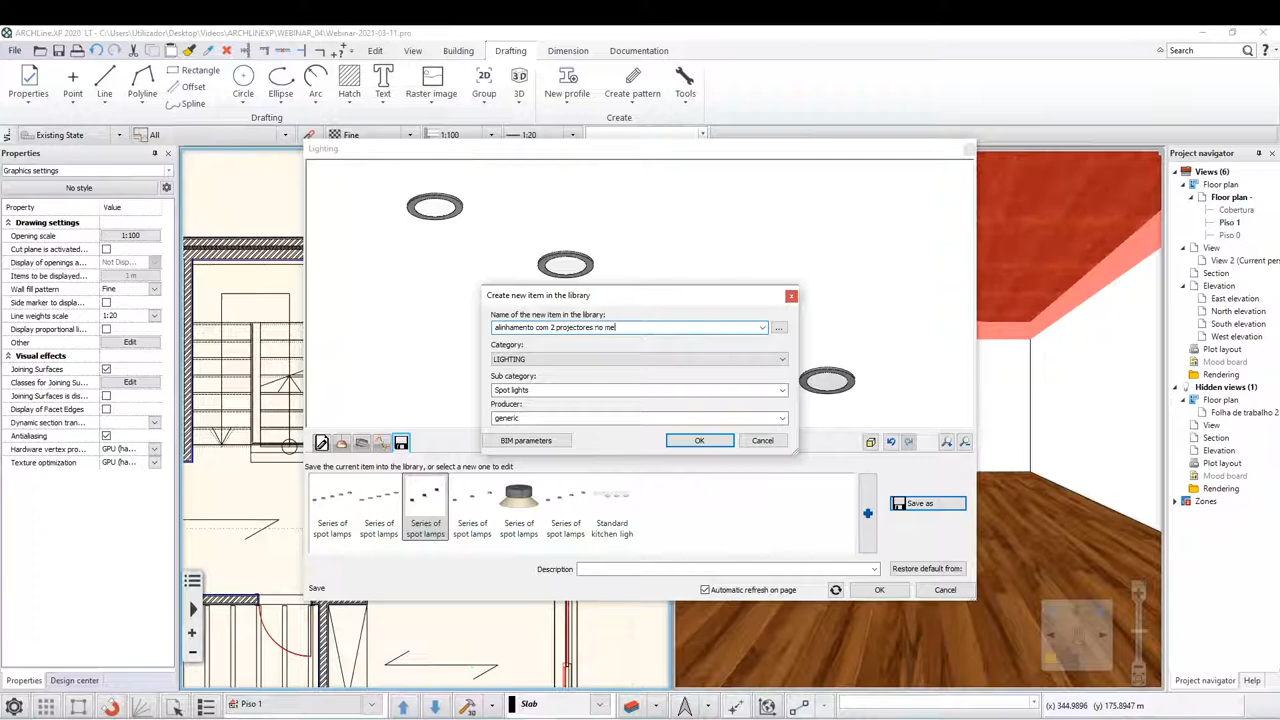 ARCHLine.XP 2020 LT - C:\Users\Utilizador\Desktop\Videos\ARCHLINEXP\WEBINAR_04\Webinar-2021-03-11.pro
File Edit View Building Drafting Dimension Documentation Search
Properties Point Line Polyline Rectangle Offset Spline Circle Ellipse Arc Hatch Text Raster image Group 3D New profile Create pattern Tools
2D 3D
Drafting Create
Existing State All Fine 1:100 1:20
Properties
Graphics settings
No style
Property Value
Drawing settings
Opening scale 1:100
Cut plane is activated...
Display of openings a... Not Disp...
Items to be displayed... 1 m
Wall fill pattern Fine
Side marker to displa...
Line weights scale 1:20
Display proportional li...
Other Edit
Visual effects
Joining Surfaces
Classes for Joining Su... Edit
Joining Surfaces is di...
Display of Facet Edges
Dynamic section tran...
Antialiasing
Hardware vertex pro... GPU (ha...
Texture optimization GPU (ha...
Properties Design center
Lighting
Create new item in the library
Name of the new item in the library:
alinhamento com 2 projectores no me
Category:
LIGHTING
Sub category:
Spot lights
Producer:
generic
BIM parameters OK Cancel
Save the current item into the library, or select a new one to edit
Series of spot lamps
Series of spot lamps
Series of spot lamps
Series of spot lamps
Series of spot lamps
Series of spot lamps
Standard kitchen ligh
Save as
Description Restore default from:
Save Automatic refresh on page OK Cancel
Project navigator
Views (6)
Floor plan
Floor plan -
Cobertura
Piso 1
Piso 0
View
View 2 (Current per
Section
Elevation
East elevation
North elevation
South elevation
West elevation
Plot layout
Mood board
Rendering
Hidden views (1)
Floor plan
Folha de trabalho 2
View
Section
Elevation
Plot layout
Mood board
Rendering
Zones
Project navigator Help
Piso 1 Slab (x) 344.9896 (y) 175.8947 m